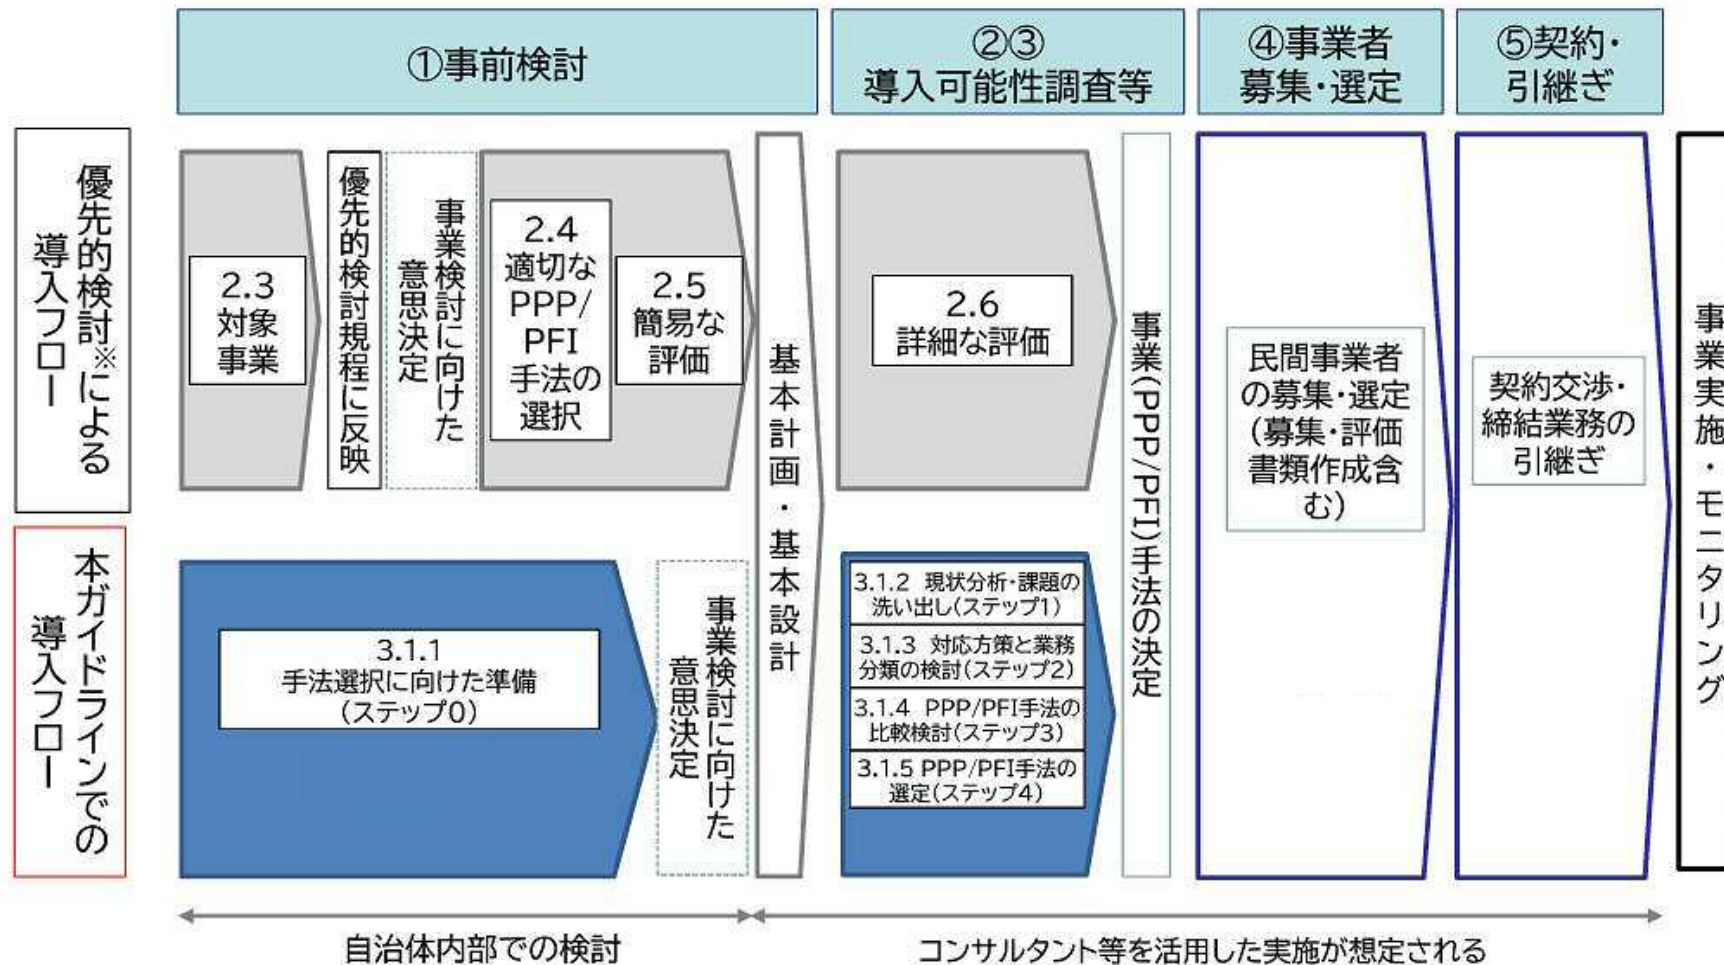 ①事前検討
②③
導入可能性調査等
④事業者
募集・選定
⑤契約・
引継ぎ
優先的検討※による
導入フロー
2.3
対象
事業
優先的検討規程に反映
事業検討に向けた
意思決定
2.4
適切な
PPP/
PFI
手法の
選択
2.5
簡易な
評価
基本計画・基本設計
2.6
詳細な評価
事業(PPP/PFI)手法の決定
民間事業者
の募集・選定
(募集・評価
書類作成含
む)
契約交渉・
締結業務の
引継ぎ
事業実施・モニタリング
本ガイドラインでの
導入フロー
3.1.1
手法選択に向けた準備
(ステップ0)
事業検討に向けた
意思決定
3.1.2 現状分析・課題の
洗い出し(ステップ1)
3.1.3 対応方策と業務
分類の検討(ステップ2)
3.1.4 PPP/PFI手法の
比較検討(ステップ3)
3.1.5 PPP/PFI手法の
選定(ステップ4)
自治体内部での検討
コンサルタント等を活用した実施が想定される